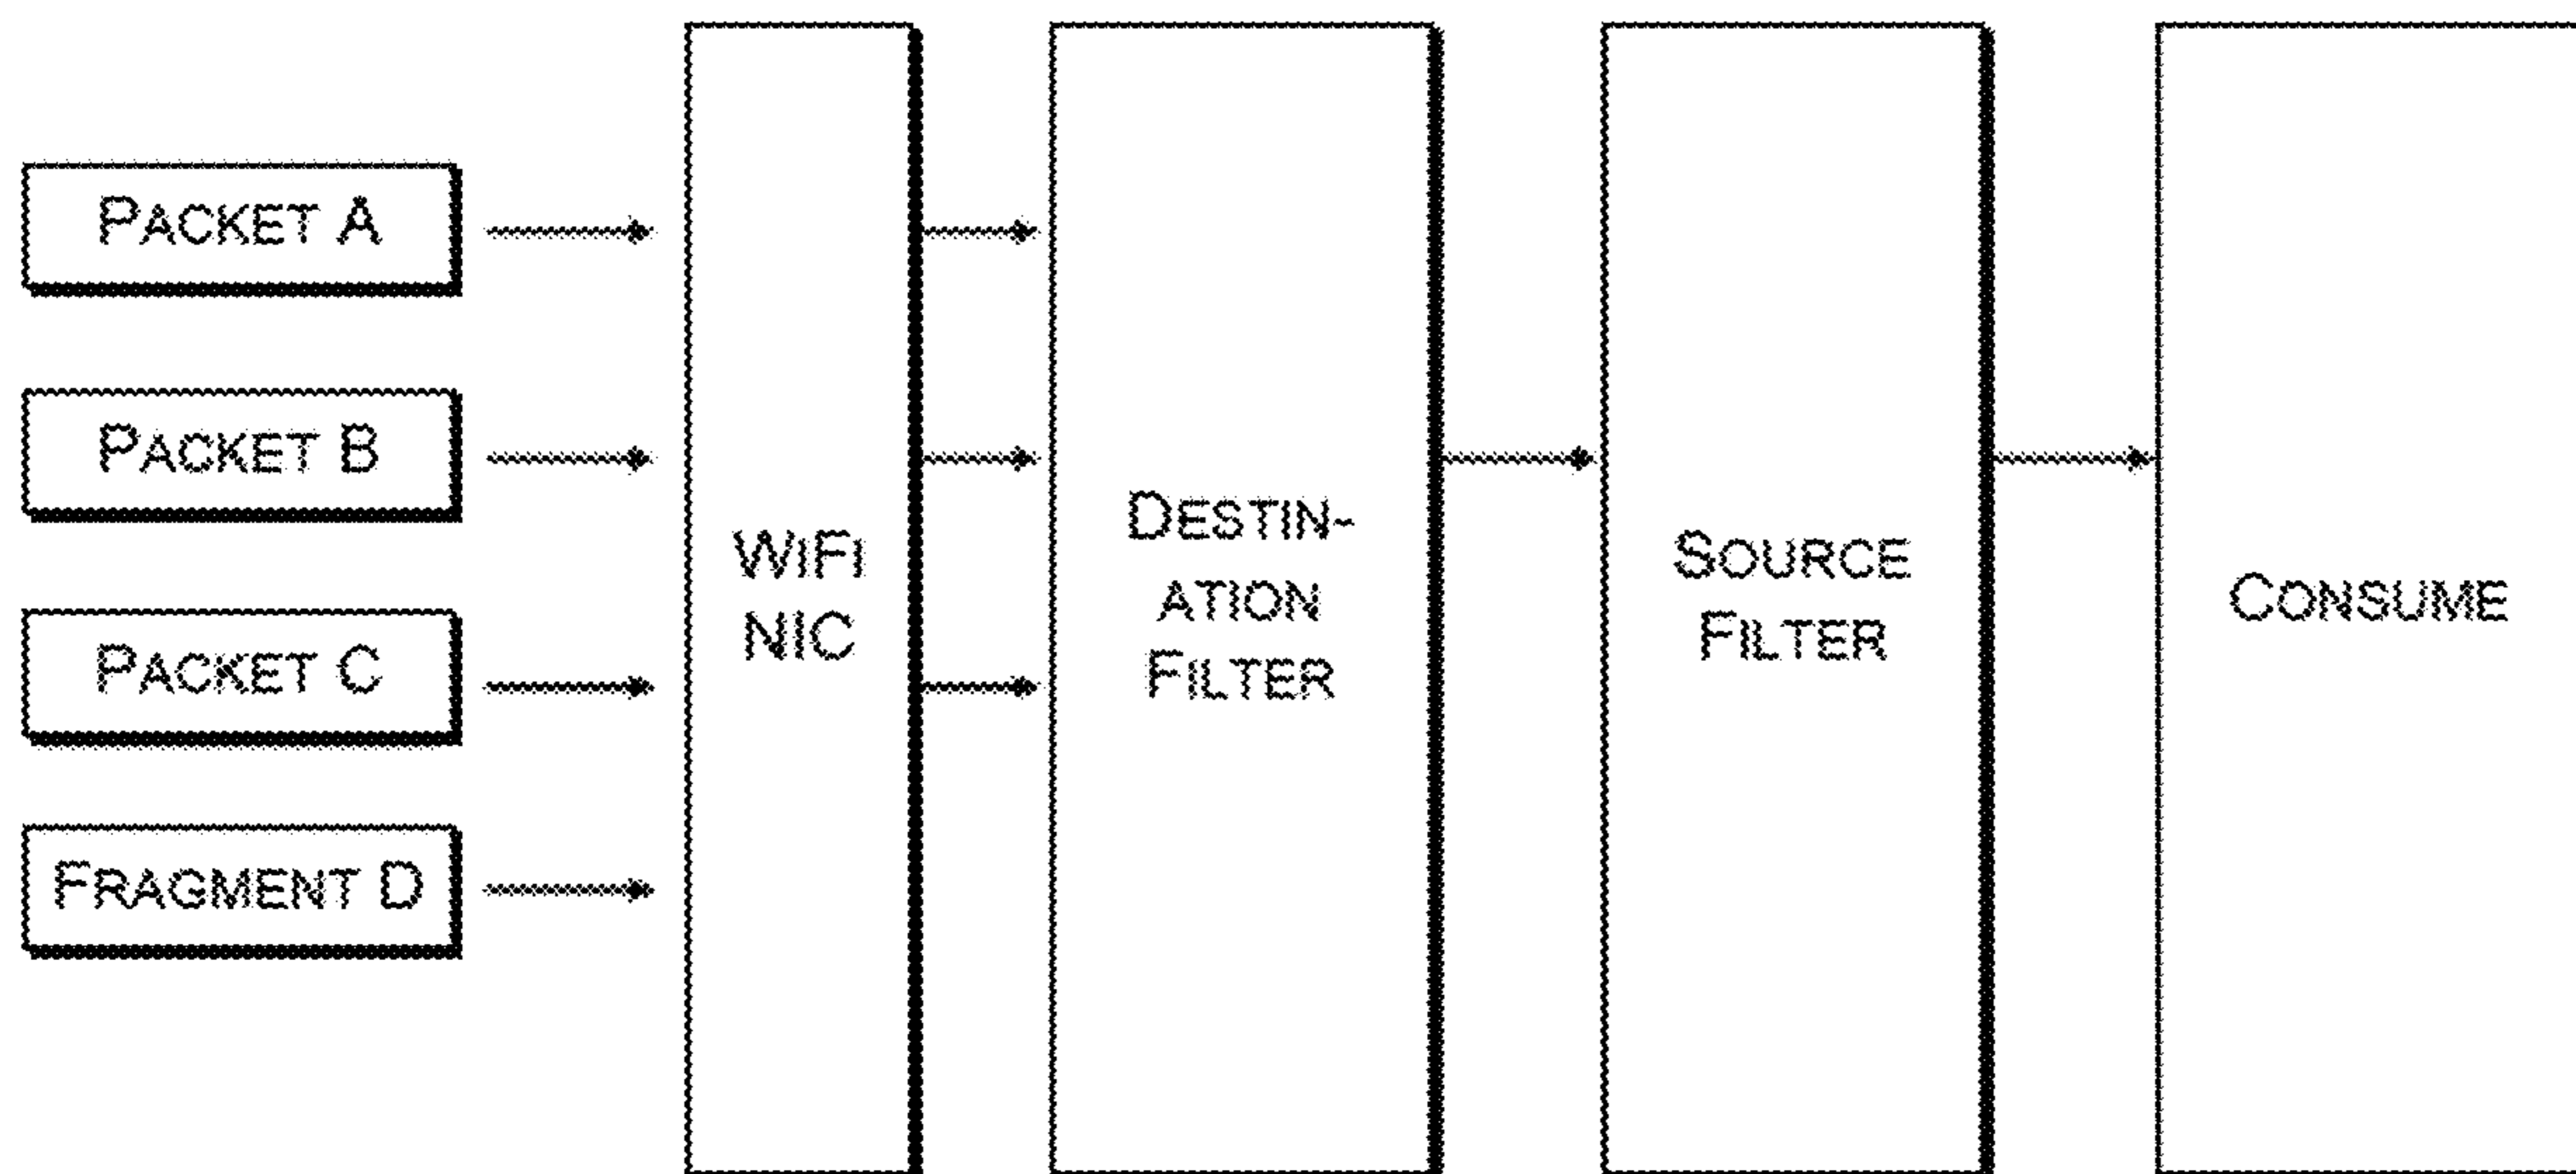 PACKET A
PACKET B
PACKET C
FRAGMENT D
WIFI
NIC
DESTIN-
ATION
FILTER
SOURCE
FILTER
CONSUME